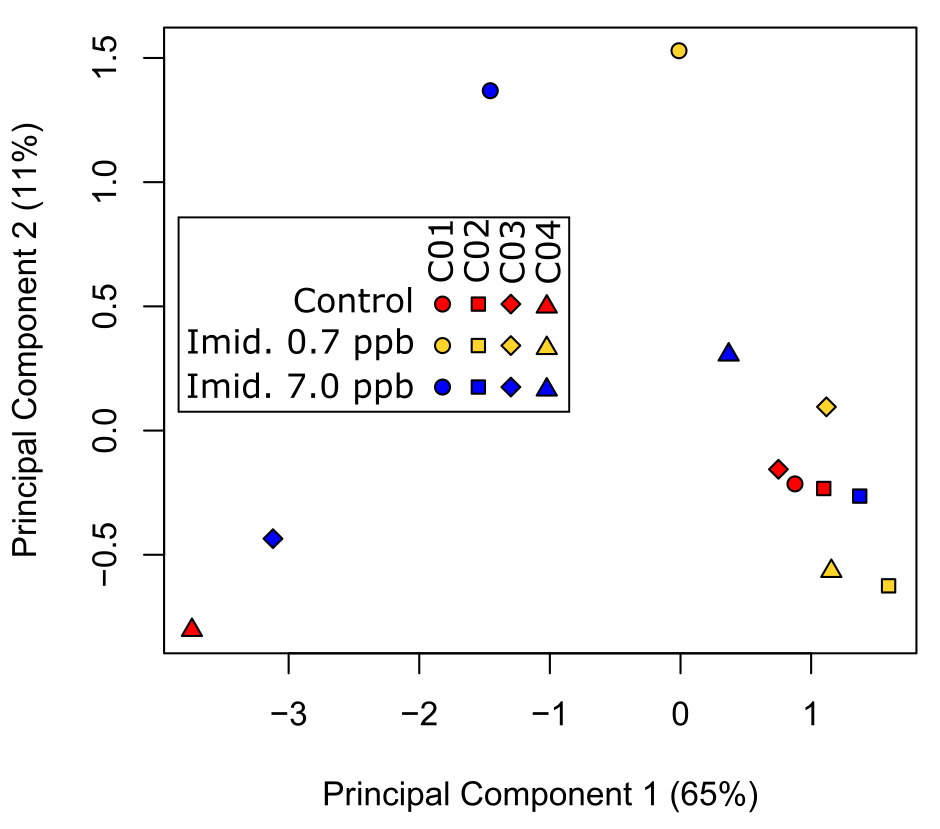 1.5
1.0
0.5
0.0
−0.5
Principal Component 2 (11%)
C01 C02 C03 C04
Control
Imid. 0.7 ppb
Imid. 7.0 ppb
−3 −2 −1 0 1
Principal Component 1 (65%)